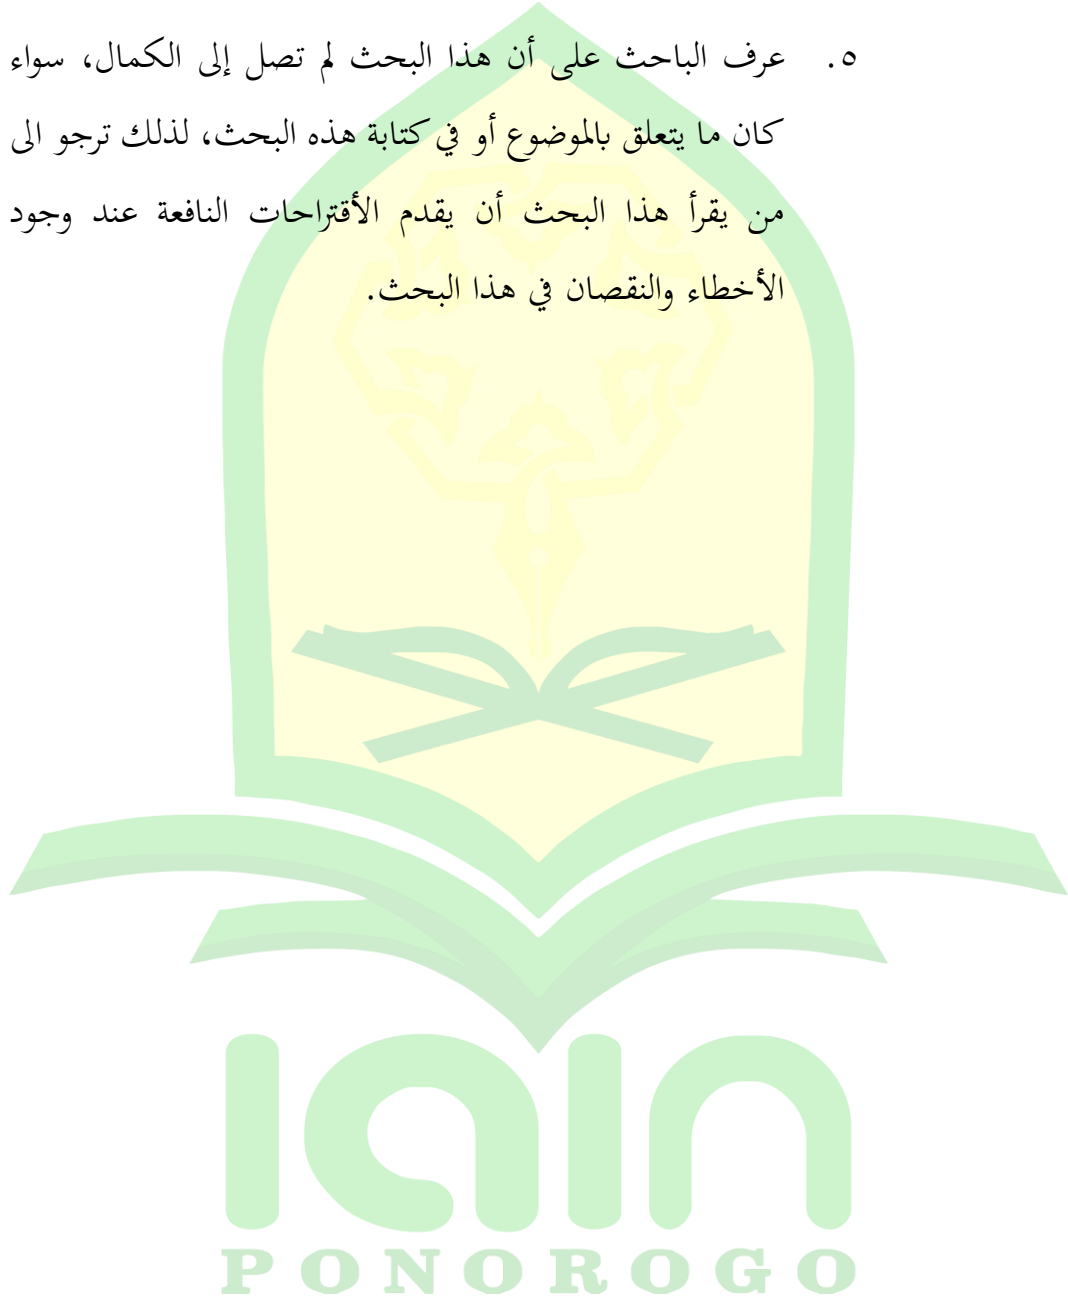 ٥. عرف الباحث على أن هذا البحث لم تصل إلى الكمال، سواء
كان ما يتعلق بالموضوع أو في كتابة هذه البحث، لذلك ترجو الى
من يقرأ هذا البحث أن يقدم الأقتراحات النافعة عند وجود
الأخطاء والنقصان في هذا البحث.
IAIN
PONOROGO